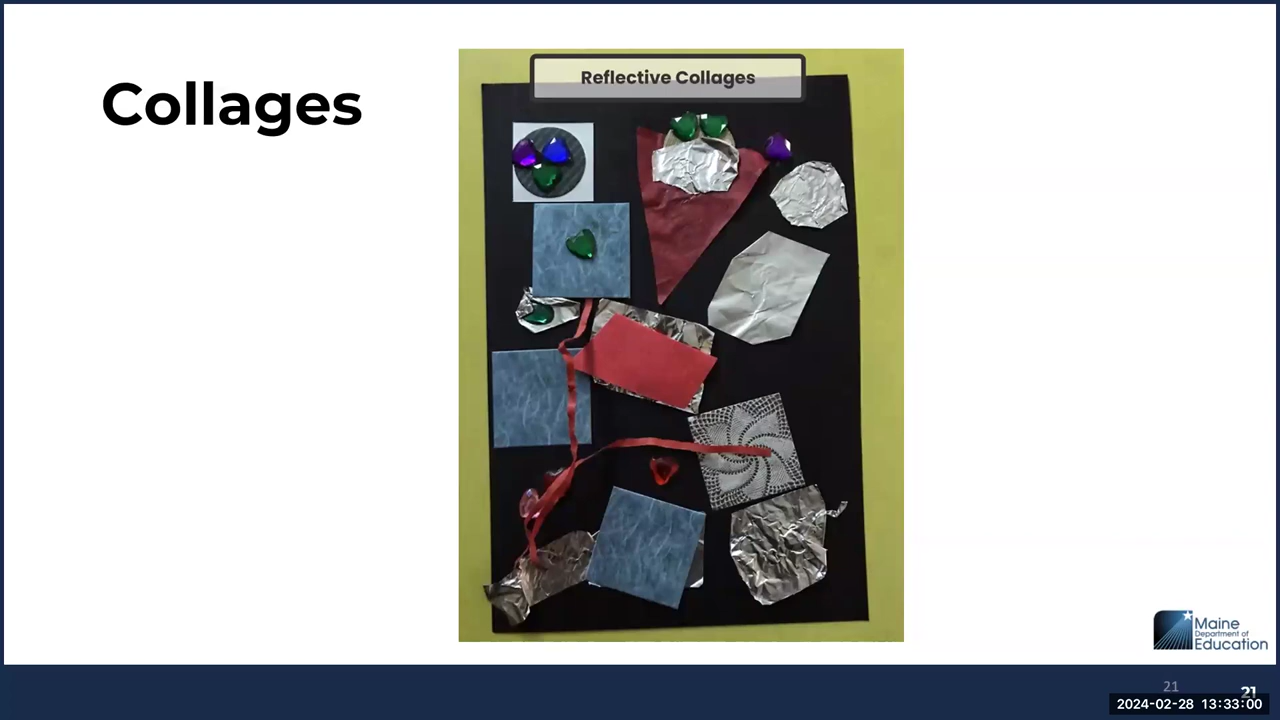 Collages
Reflective Collages
Maine
Department of
Education
21
21
2024-02-28 13:33:00